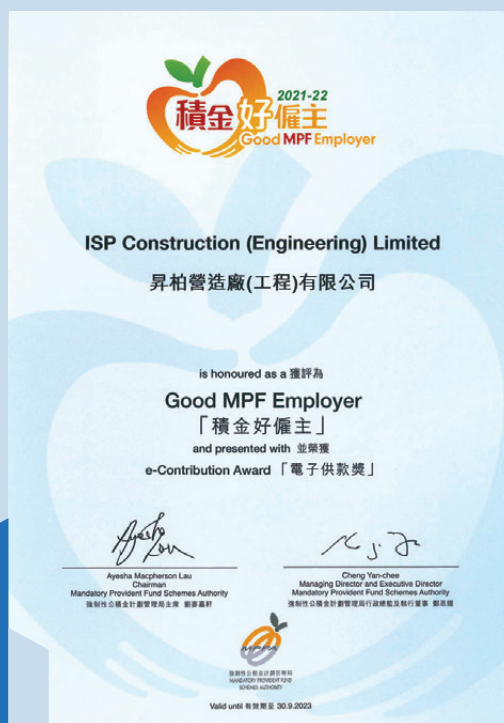 2021-22
積金好僱主
Good MPF Employer
ISP Construction (Engineering) Limited
昇柏營造廠(工程)有限公司
is honoured as a 獲評為
Good MPF Employer
「積金好僱主」
and presented with 並榮獲
e-Contribution Award 「電子供款獎」
Ayesha Macpherson Lau
Chairman
Mandatory Provident Fund Schemes Authority
強制性公積金計劃管理局主席 劉麥嘉軒
Cheng Yan-chee
Managing Director and Executive Director
Mandatory Provident Fund Schemes Authority
強制性公積金計劃管理局行政總監及執行董事 鄭恩賜
MPFA
強制性公積金計劃管理局
MANDATORY PROVIDENT FUND
SCHEMES AUTHORITY
Valid until 有效期至 30.9.2023